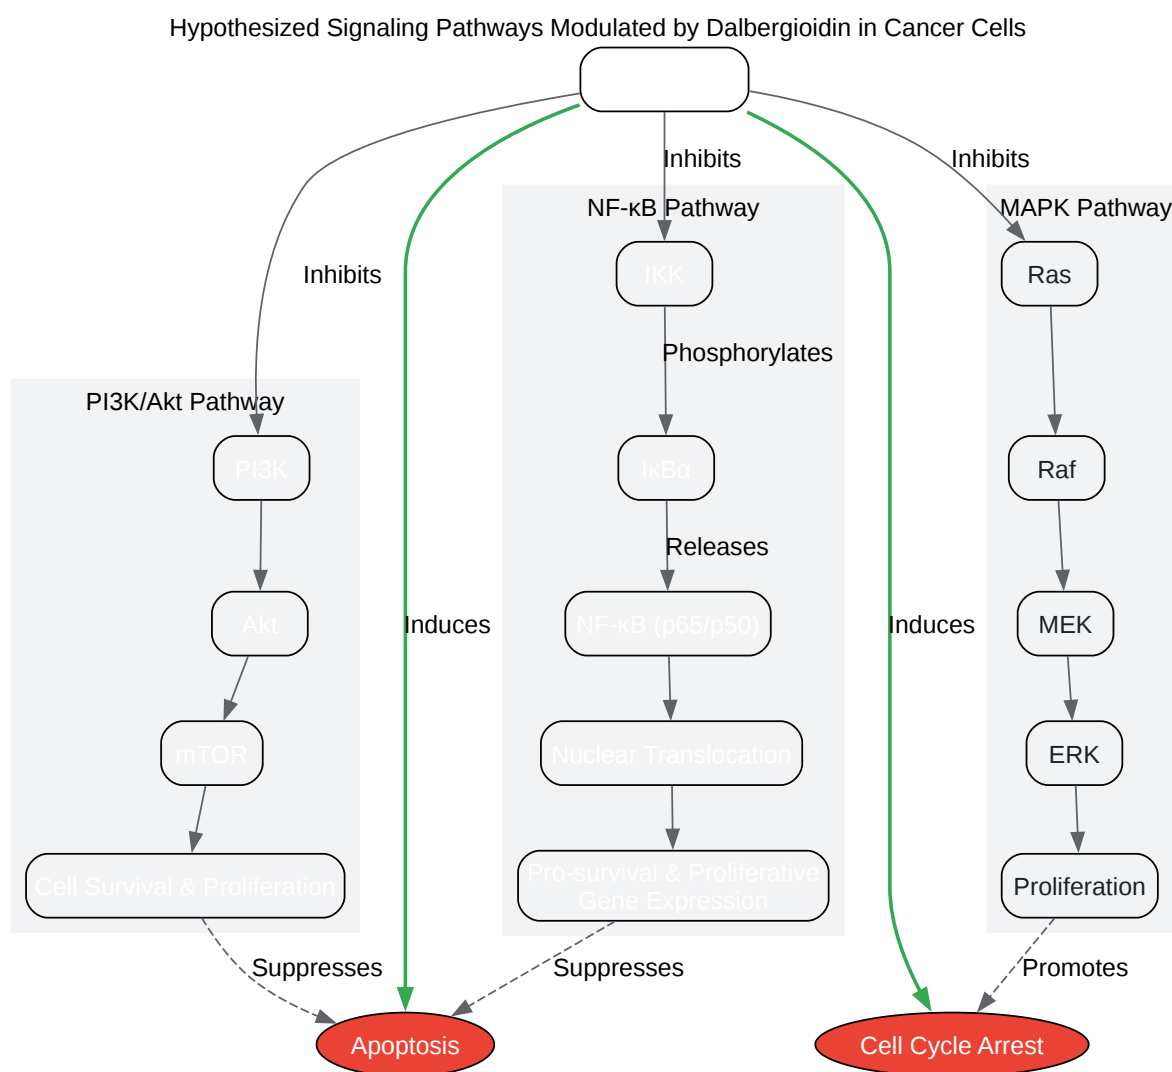 Hypothesized Signaling Pathways Modulated by Dalbergioidin in Cancer Cells
Inhibits
Inhibits
NF-κB Pathway
MAPK Pathway
Inhibits
IKK
Ras
Phosphorylates
PI3K/Akt Pathway
PI3K
IκBα
Raf
Releases
Akt
Induces
NF-κB (p65/p50)
Induces
MEK
mTOR
Nuclear Translocation
ERK
Cell Survival & Proliferation
Pro-survival & Proliferative
Gene Expression
Proliferation
Suppresses
Suppresses
Promotes
Apoptosis
Cell Cycle Arrest